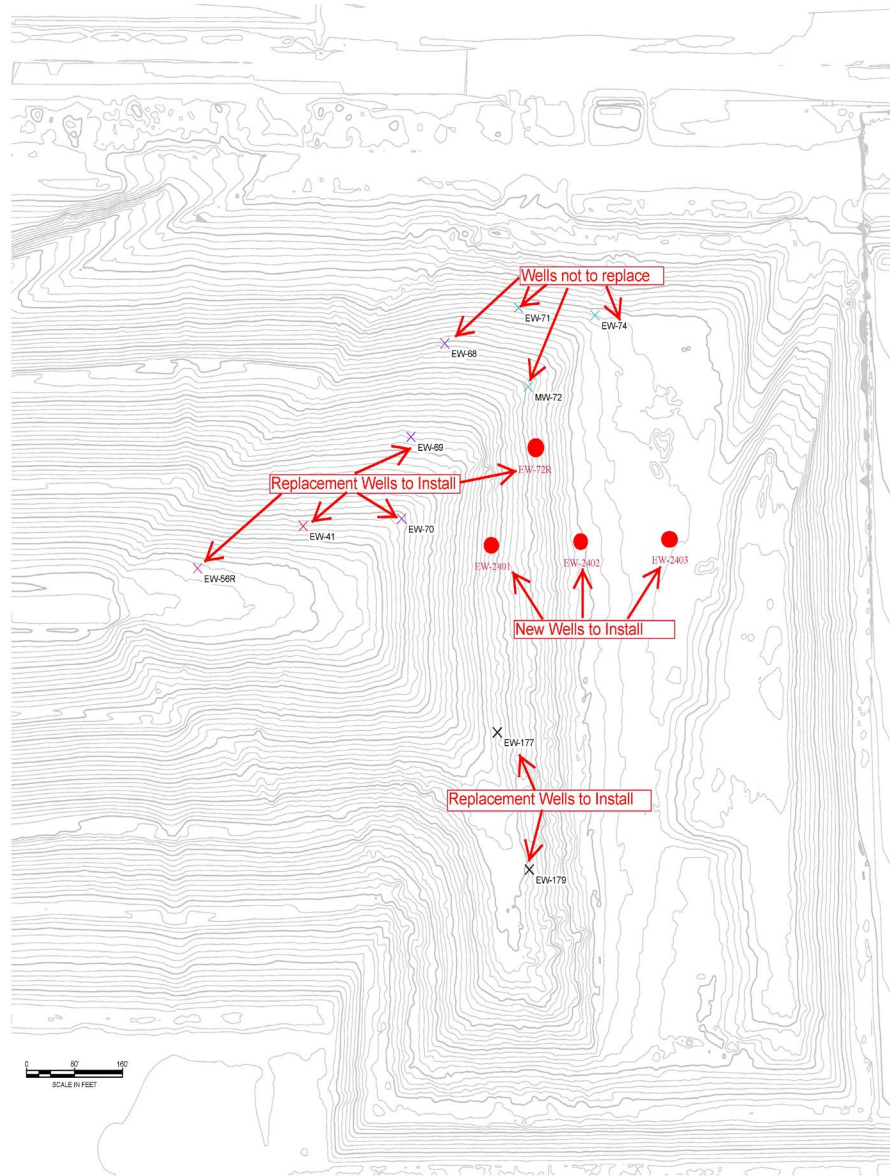 Wells not to replace
EW-71
EW-74
EW-68
MW-72
EW-69
EW-72R
Replacement Wells to Install
EW-70
EW-41
EW-56R
EW-2401
EW-2402
EW-2403
New Wells to Install
EW-177
Replacement Wells to Install
EW-179
0 80' 160'
SCALE IN FEET